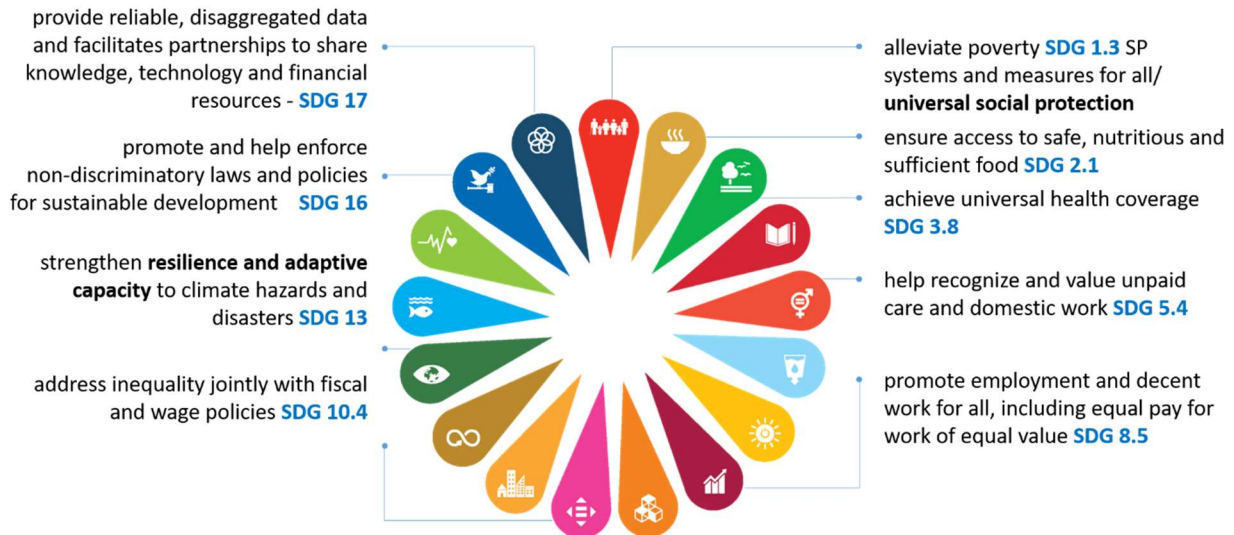 provide reliable, disaggregated data
and facilitates partnerships to share
knowledge, technology and financial
resources - SDG 17
promote and help enforce
non-discriminatory laws and policies
for sustainable development SDG 16
strengthen resilience and adaptive
capacity to climate hazards and
disasters SDG 13
address inequality jointly with fiscal
and wage policies SDG 10.4
alleviate poverty SDG 1.3 SP
systems and measures for all/
universal social protection
ensure access to safe, nutritious and
sufficient food SDG 2.1
achieve universal health coverage
SDG 3.8
help recognize and value unpaid
care and domestic work SDG 5.4
promote employment and decent
work for all, including equal pay for
work of equal value SDG 8.5